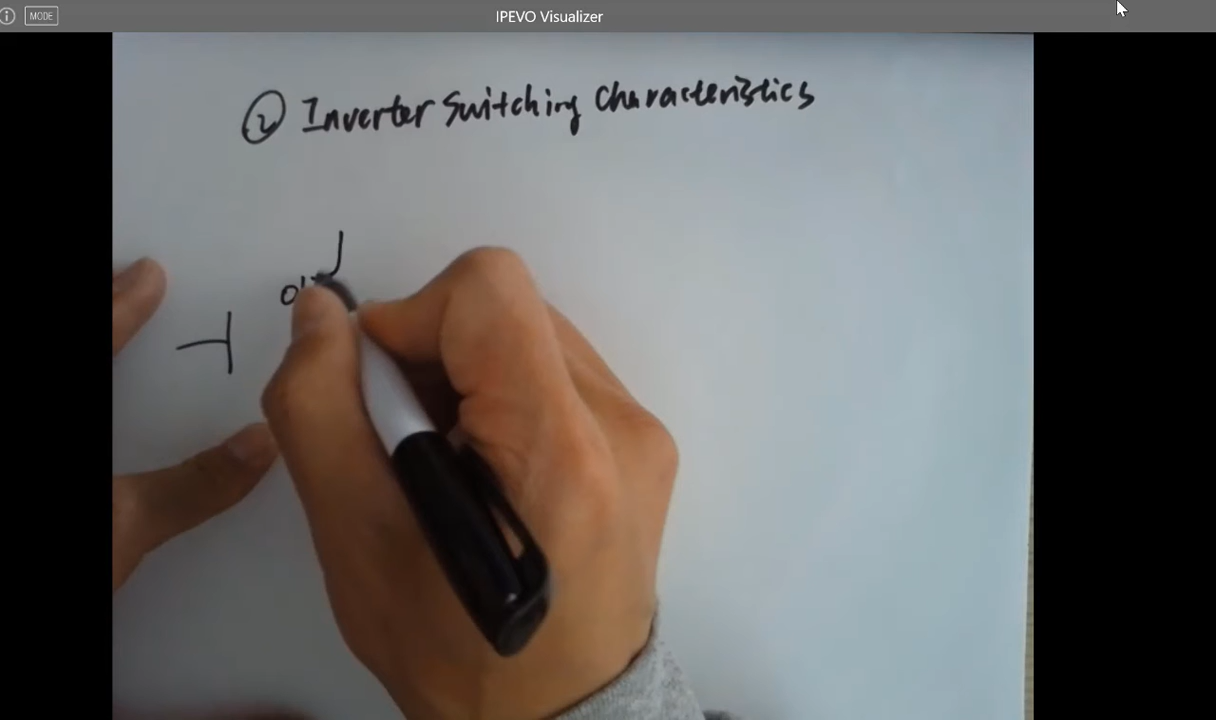 MODE
IPEVO Visualizer
② Inverter Switching Characteristics